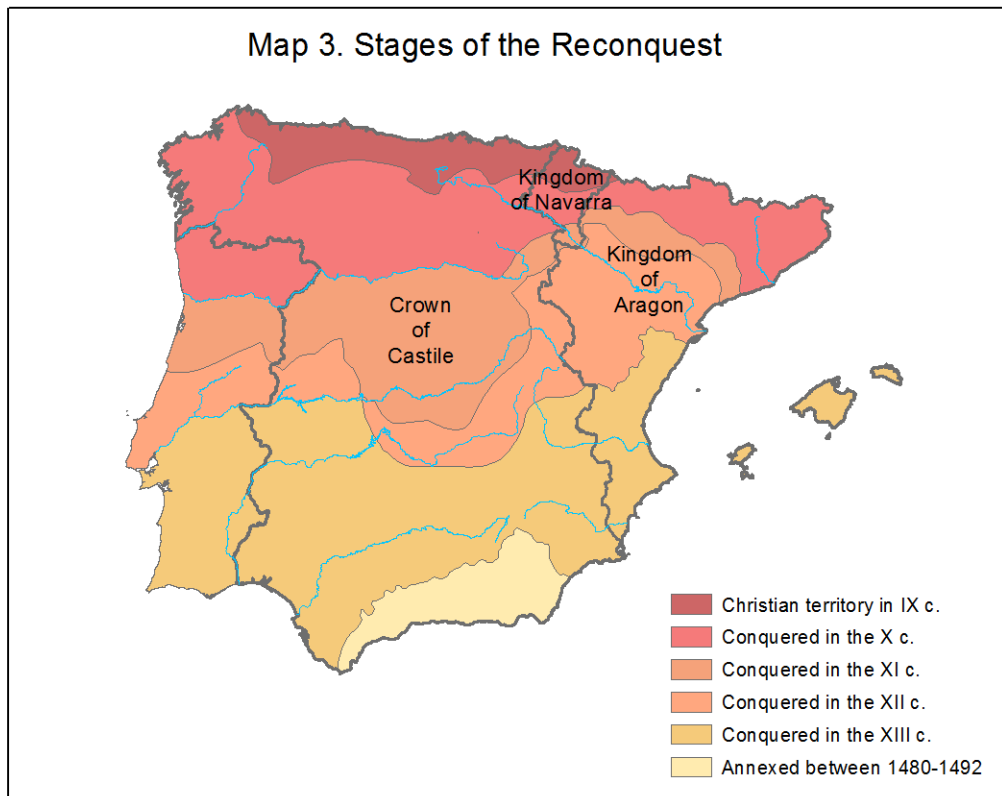 Map 3. Stages of the Reconquest
Kingdom
of Navarra
Kingdom
of
Aragon
Crown
of
Castile
Christian territory in IX c.
Conquered in the X c.
Conquered in the XI c.
Conquered in the XII c.
Conquered in the XIII c.
Annexed between 1480-1492